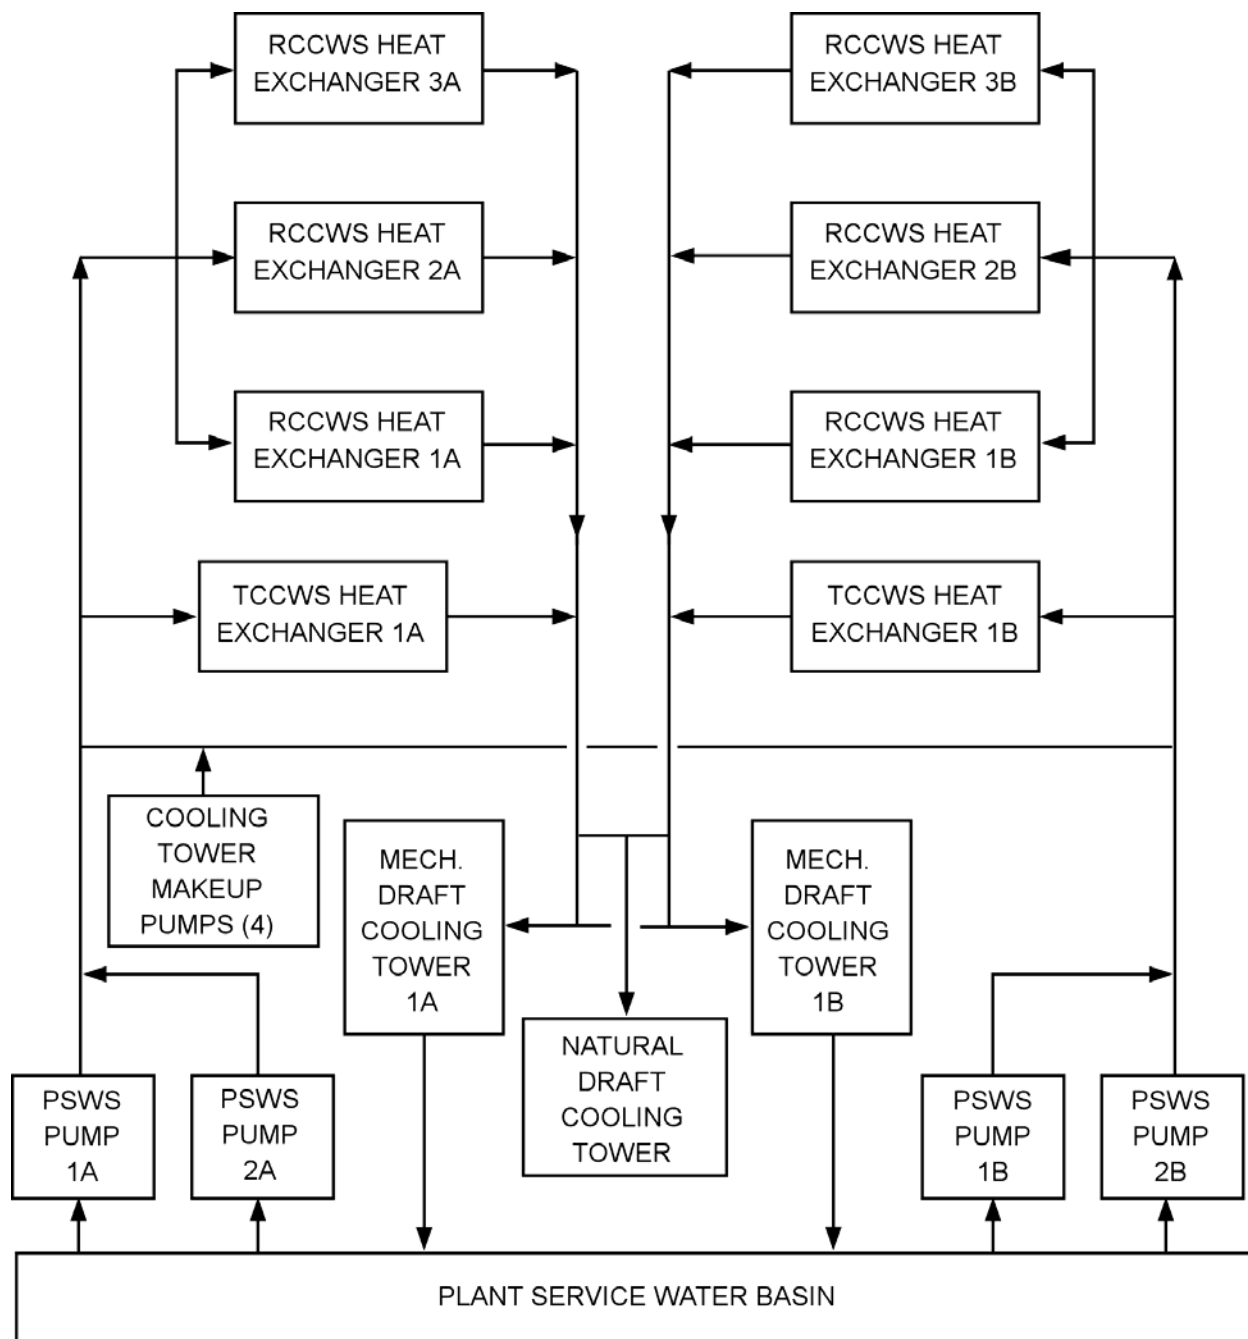 RCCWS HEAT
EXCHANGER 3A
RCCWS HEAT
EXCHANGER 3B
RCCWS HEAT
EXCHANGER 2A
RCCWS HEAT
EXCHANGER 2B
RCCWS HEAT
EXCHANGER 1A
RCCWS HEAT
EXCHANGER 1B
TCCWS HEAT
EXCHANGER 1A
TCCWS HEAT
EXCHANGER 1B
COOLING
TOWER
MAKEUP
PUMPS (4)
MECH.
DRAFT
COOLING
TOWER
1A
MECH.
DRAFT
COOLING
TOWER
1B
NATURAL
DRAFT
COOLING
TOWER
PSWS
PUMP
1A
PSWS
PUMP
2A
PSWS
PUMP
1B
PSWS
PUMP
2B
PLANT SERVICE WATER BASIN